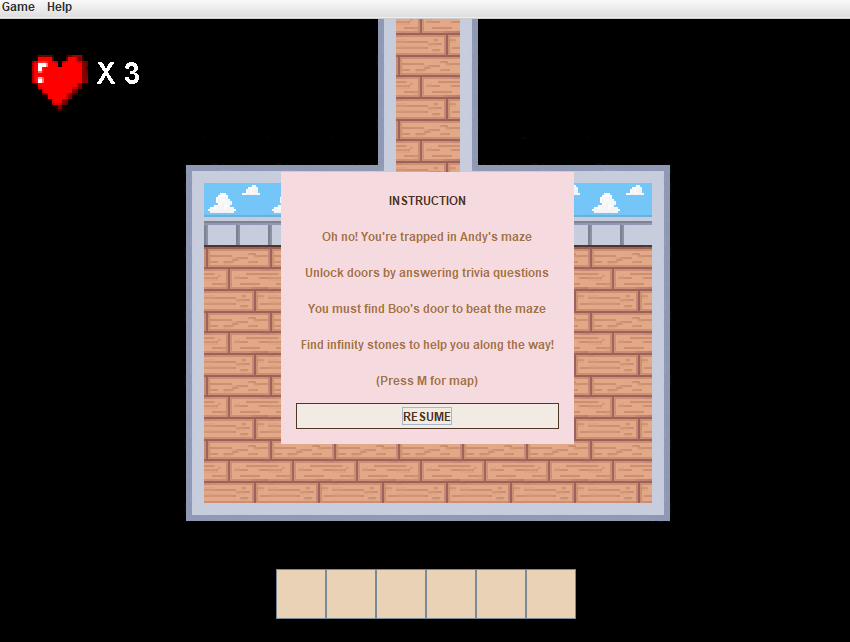 Game Help
X 3
INSTRUCTION
Oh no! You're trapped in Andy's maze
Unlock doors by answering trivia questions
You must find Boo's door to beat the maze
Find infinity stones to help you along the way!
(Press M for map)
RESUME